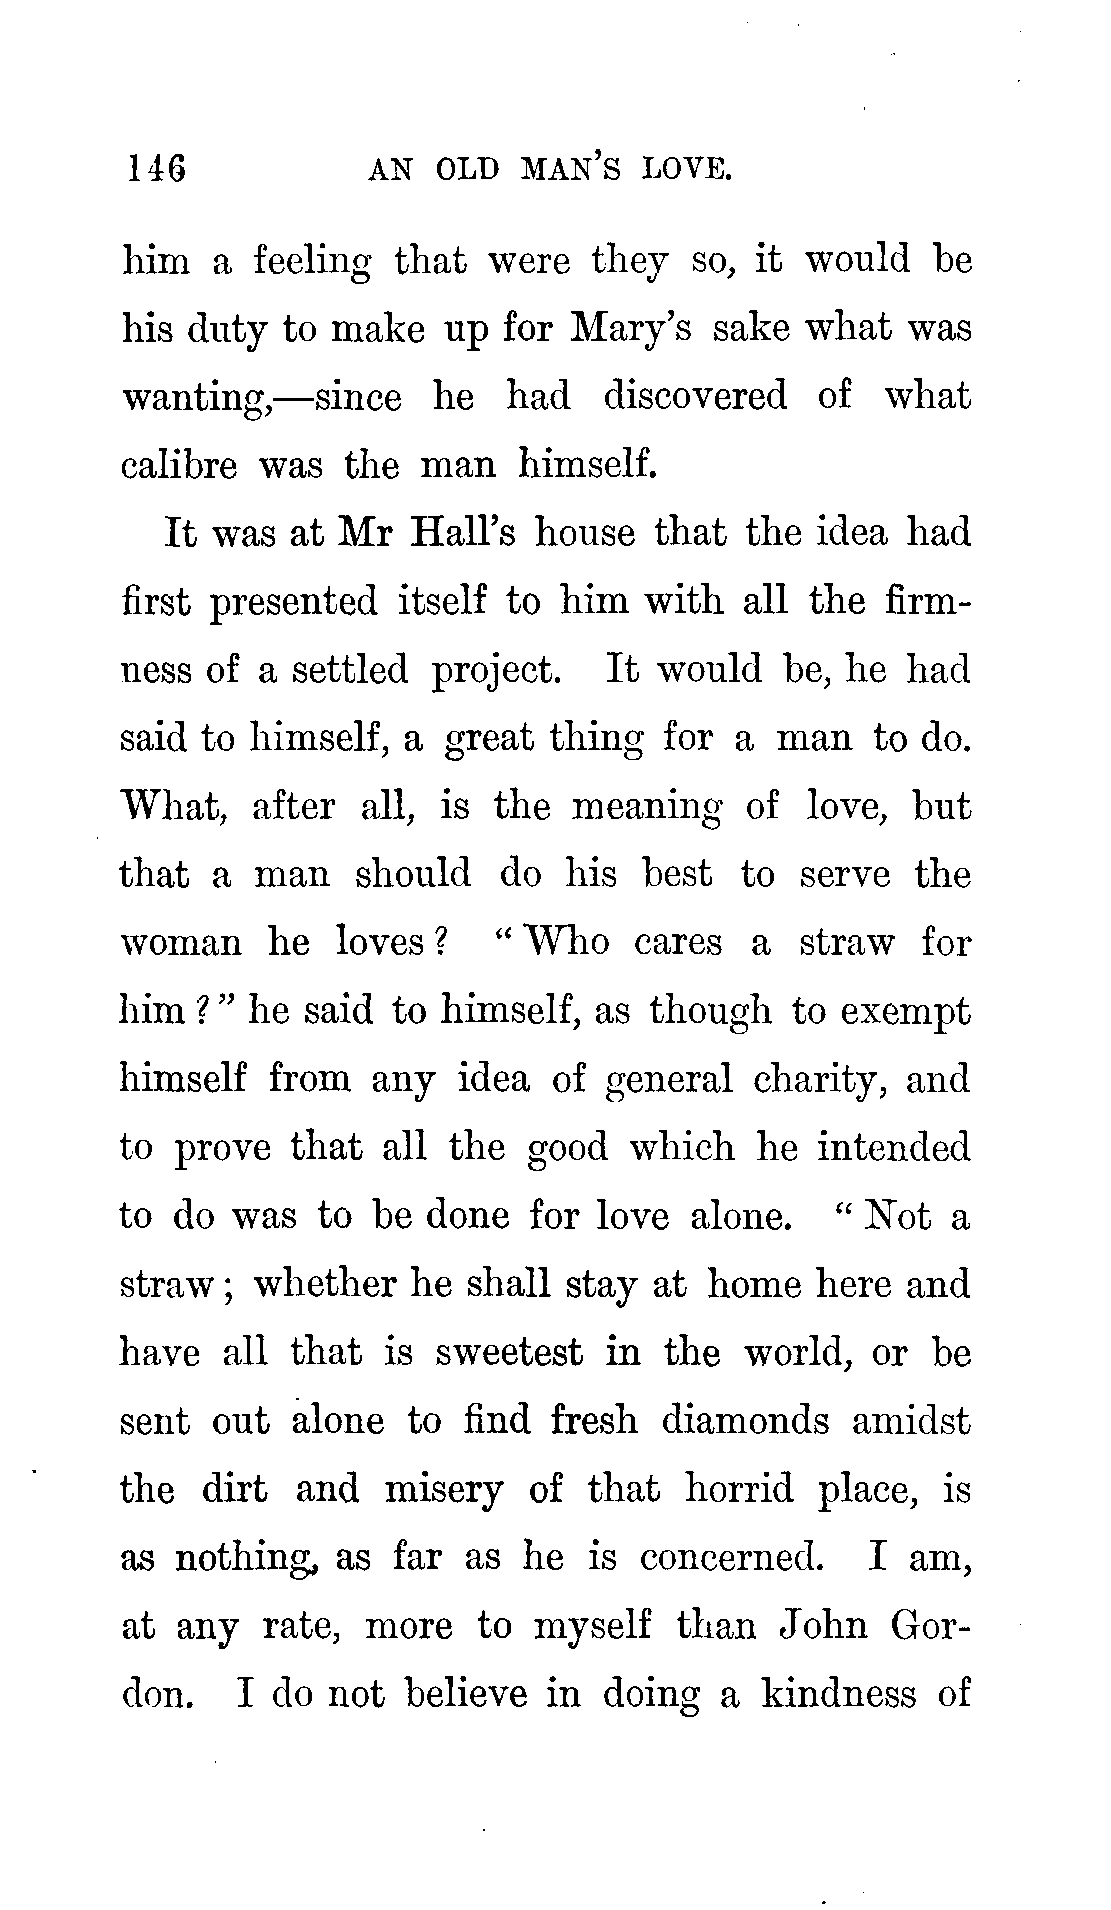 146 AN OLD MAN'S LOVE.
him a feeling that were they so, it would be
his duty to make up for Mary's sake what was
wanting,—since he had discovered of what
calibre was the man himself.
It was at Mr Hall's house that the idea had
first presented itself to him with all the firm-
ness of a settled project. It would be, he had
said to himself, a great thing for a man to do.
What, after all, is the meaning of love, but
that a man should do his best to serve the
woman he loves? "Who cares a straw for
him?" he said to himself, as though to exempt
himself from any idea of general charity, and
to prove that all the good which he intended
to do was to be done for love alone. "Not a
straw; whether he shall stay at home here and
have all that is sweetest in the world, or be
sent out alone to find fresh diamonds amidst
the dirt and misery of that horrid place, is
as nothing, as far as he is concerned. I am,
at any rate, more to myself than John Gor-
don. I do not believe in doing a kindness of